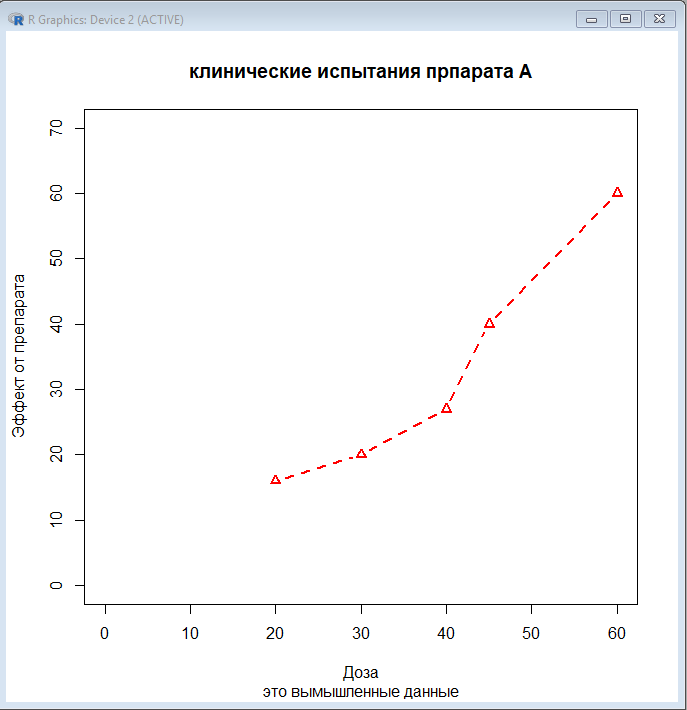 R Graphics: Device 2 (ACTIVE)
клинические испытания прпарата А
Эффект от препарата
70
60
50
40
30
20
10
0
0 10 20 30 40 50 60
Доза
это вымышленные данные